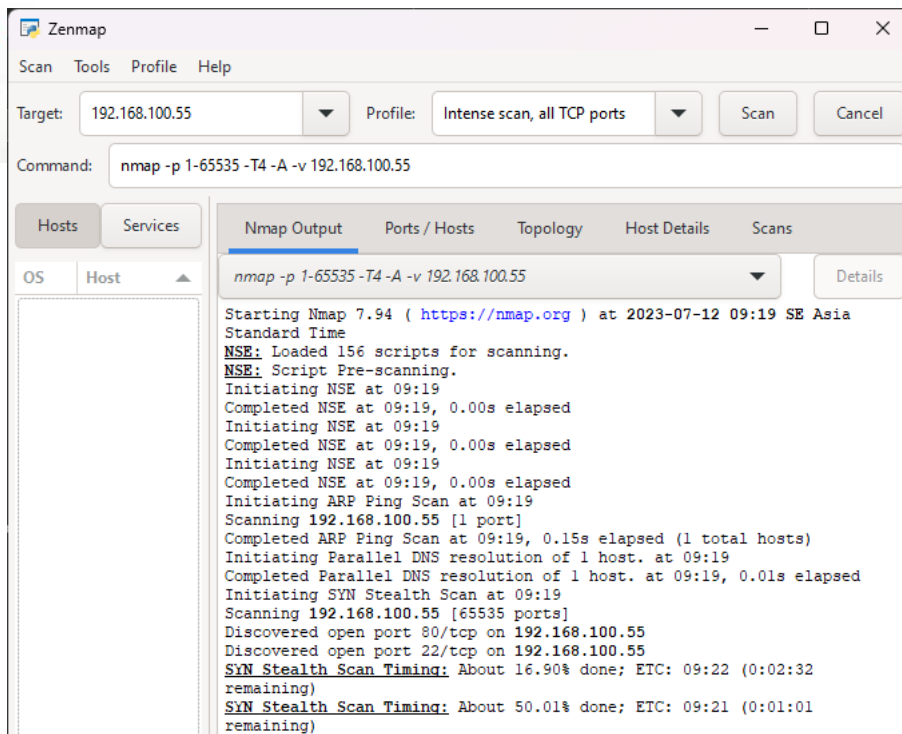 Zenmap
Scan Tools Profile Help
Target: 192.168.100.55 Profile: Intense scan, all TCP ports Scan Cancel
Command: nmap -p 1-65535 -T4 -A -v 192.168.100.55
Hosts Services
Nmap Output Ports / Hosts Topology Host Details Scans
OS Host
nmap -p 1-65535 -T4 -A -v 192.168.100.55 Details
Starting Nmap 7.94 ( https://nmap.org ) at 2023-07-12 09:19 SE Asia
Standard Time
NSE: Loaded 156 scripts for scanning.
NSE: Script Pre-scanning.
Initiating NSE at 09:19
Completed NSE at 09:19, 0.00s elapsed
Initiating NSE at 09:19
Completed NSE at 09:19, 0.00s elapsed
Initiating NSE at 09:19
Completed NSE at 09:19, 0.00s elapsed
Initiating ARP Ping Scan at 09:19
Scanning 192.168.100.55 [1 port]
Completed ARP Ping Scan at 09:19, 0.15s elapsed (1 total hosts)
Initiating Parallel DNS resolution of 1 host. at 09:19
Completed Parallel DNS resolution of 1 host. at 09:19, 0.01s elapsed
Initiating SYN Stealth Scan at 09:19
Scanning 192.168.100.55 [65535 ports]
Discovered open port 80/tcp on 192.168.100.55
Discovered open port 22/tcp on 192.168.100.55
SYN Stealth Scan Timing: About 16.90% done; ETC: 09:22 (0:02:32
remaining)
SYN Stealth Scan Timing: About 50.01% done; ETC: 09:21 (0:01:01
remaining)